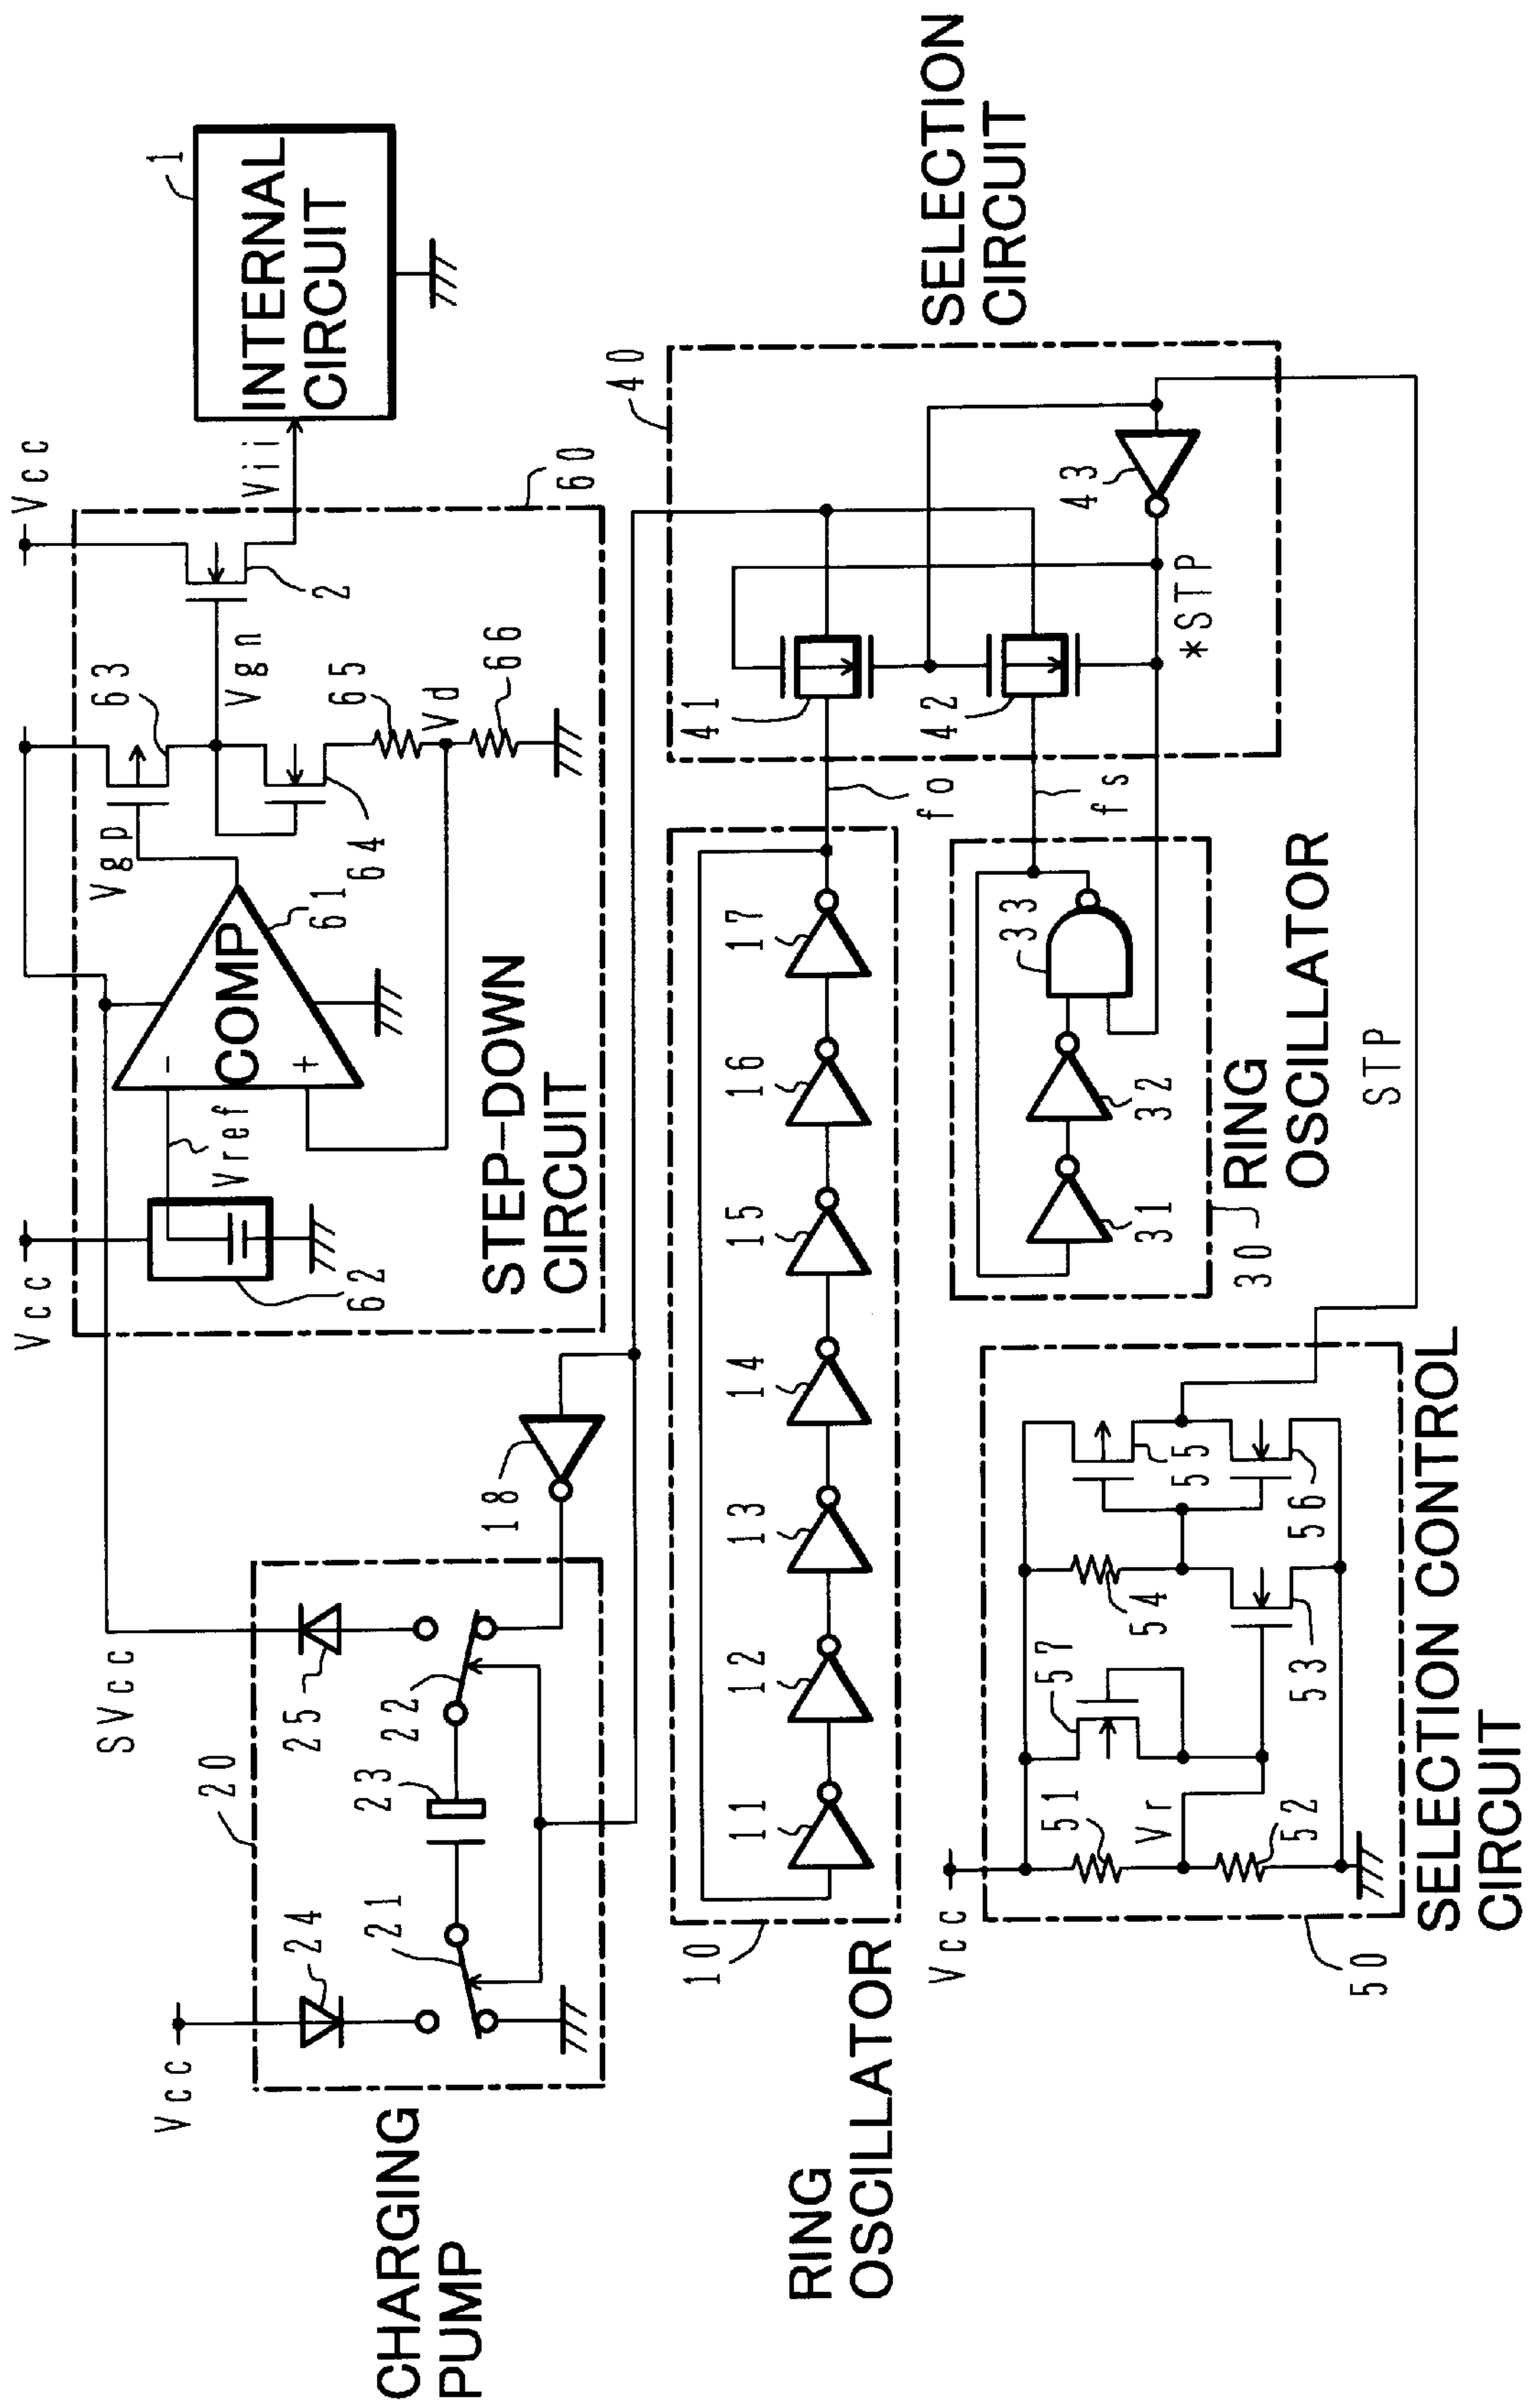 Vcc
Vcc
SVcc
Vcc
1
INTERNAL
CIRCUIT
Vii
60
2
Vgn
63
Vgp
64
65
Vd
66
COMP
-
+
61
Vref
62
STEP-DOWN
CIRCUIT
20
24
25
21
22
23
18
CHARGING
PUMP
40
SELECTION
CIRCUIT
41
42
43
*STP
fo
fs
10
11
12
13
14
15
16
17
RING
OSCILLATOR
30
31
32
33
RING
OSCILLATOR
STP
Vcc
50
51
52
Vr
57
53
54
55
56
SELECTION CONTROL
CIRCUIT